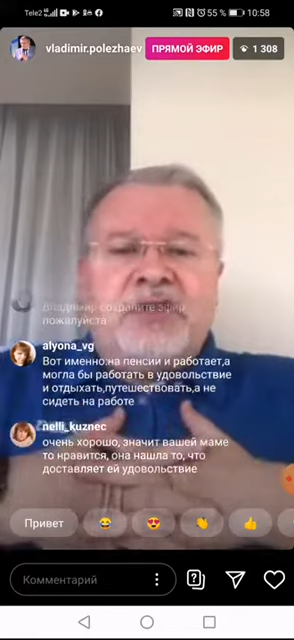 Tele2
55 %
10:58
vladimir.polezhaev
ПРЯМОЙ ЭФИР
1 308
Владимир сохраните эфир
пожалуйста
alyona_vg
Вот именно:на пенсии и работает,а
могла бы работать в удовольствие
и отдыхать,путешествовать,а не
сидеть на работе
nelli_kuznec
очень хорошо, значит вашей маме
то нравится, она нашла то, что
доставляет ей удовольствие
Привет
Комментарий